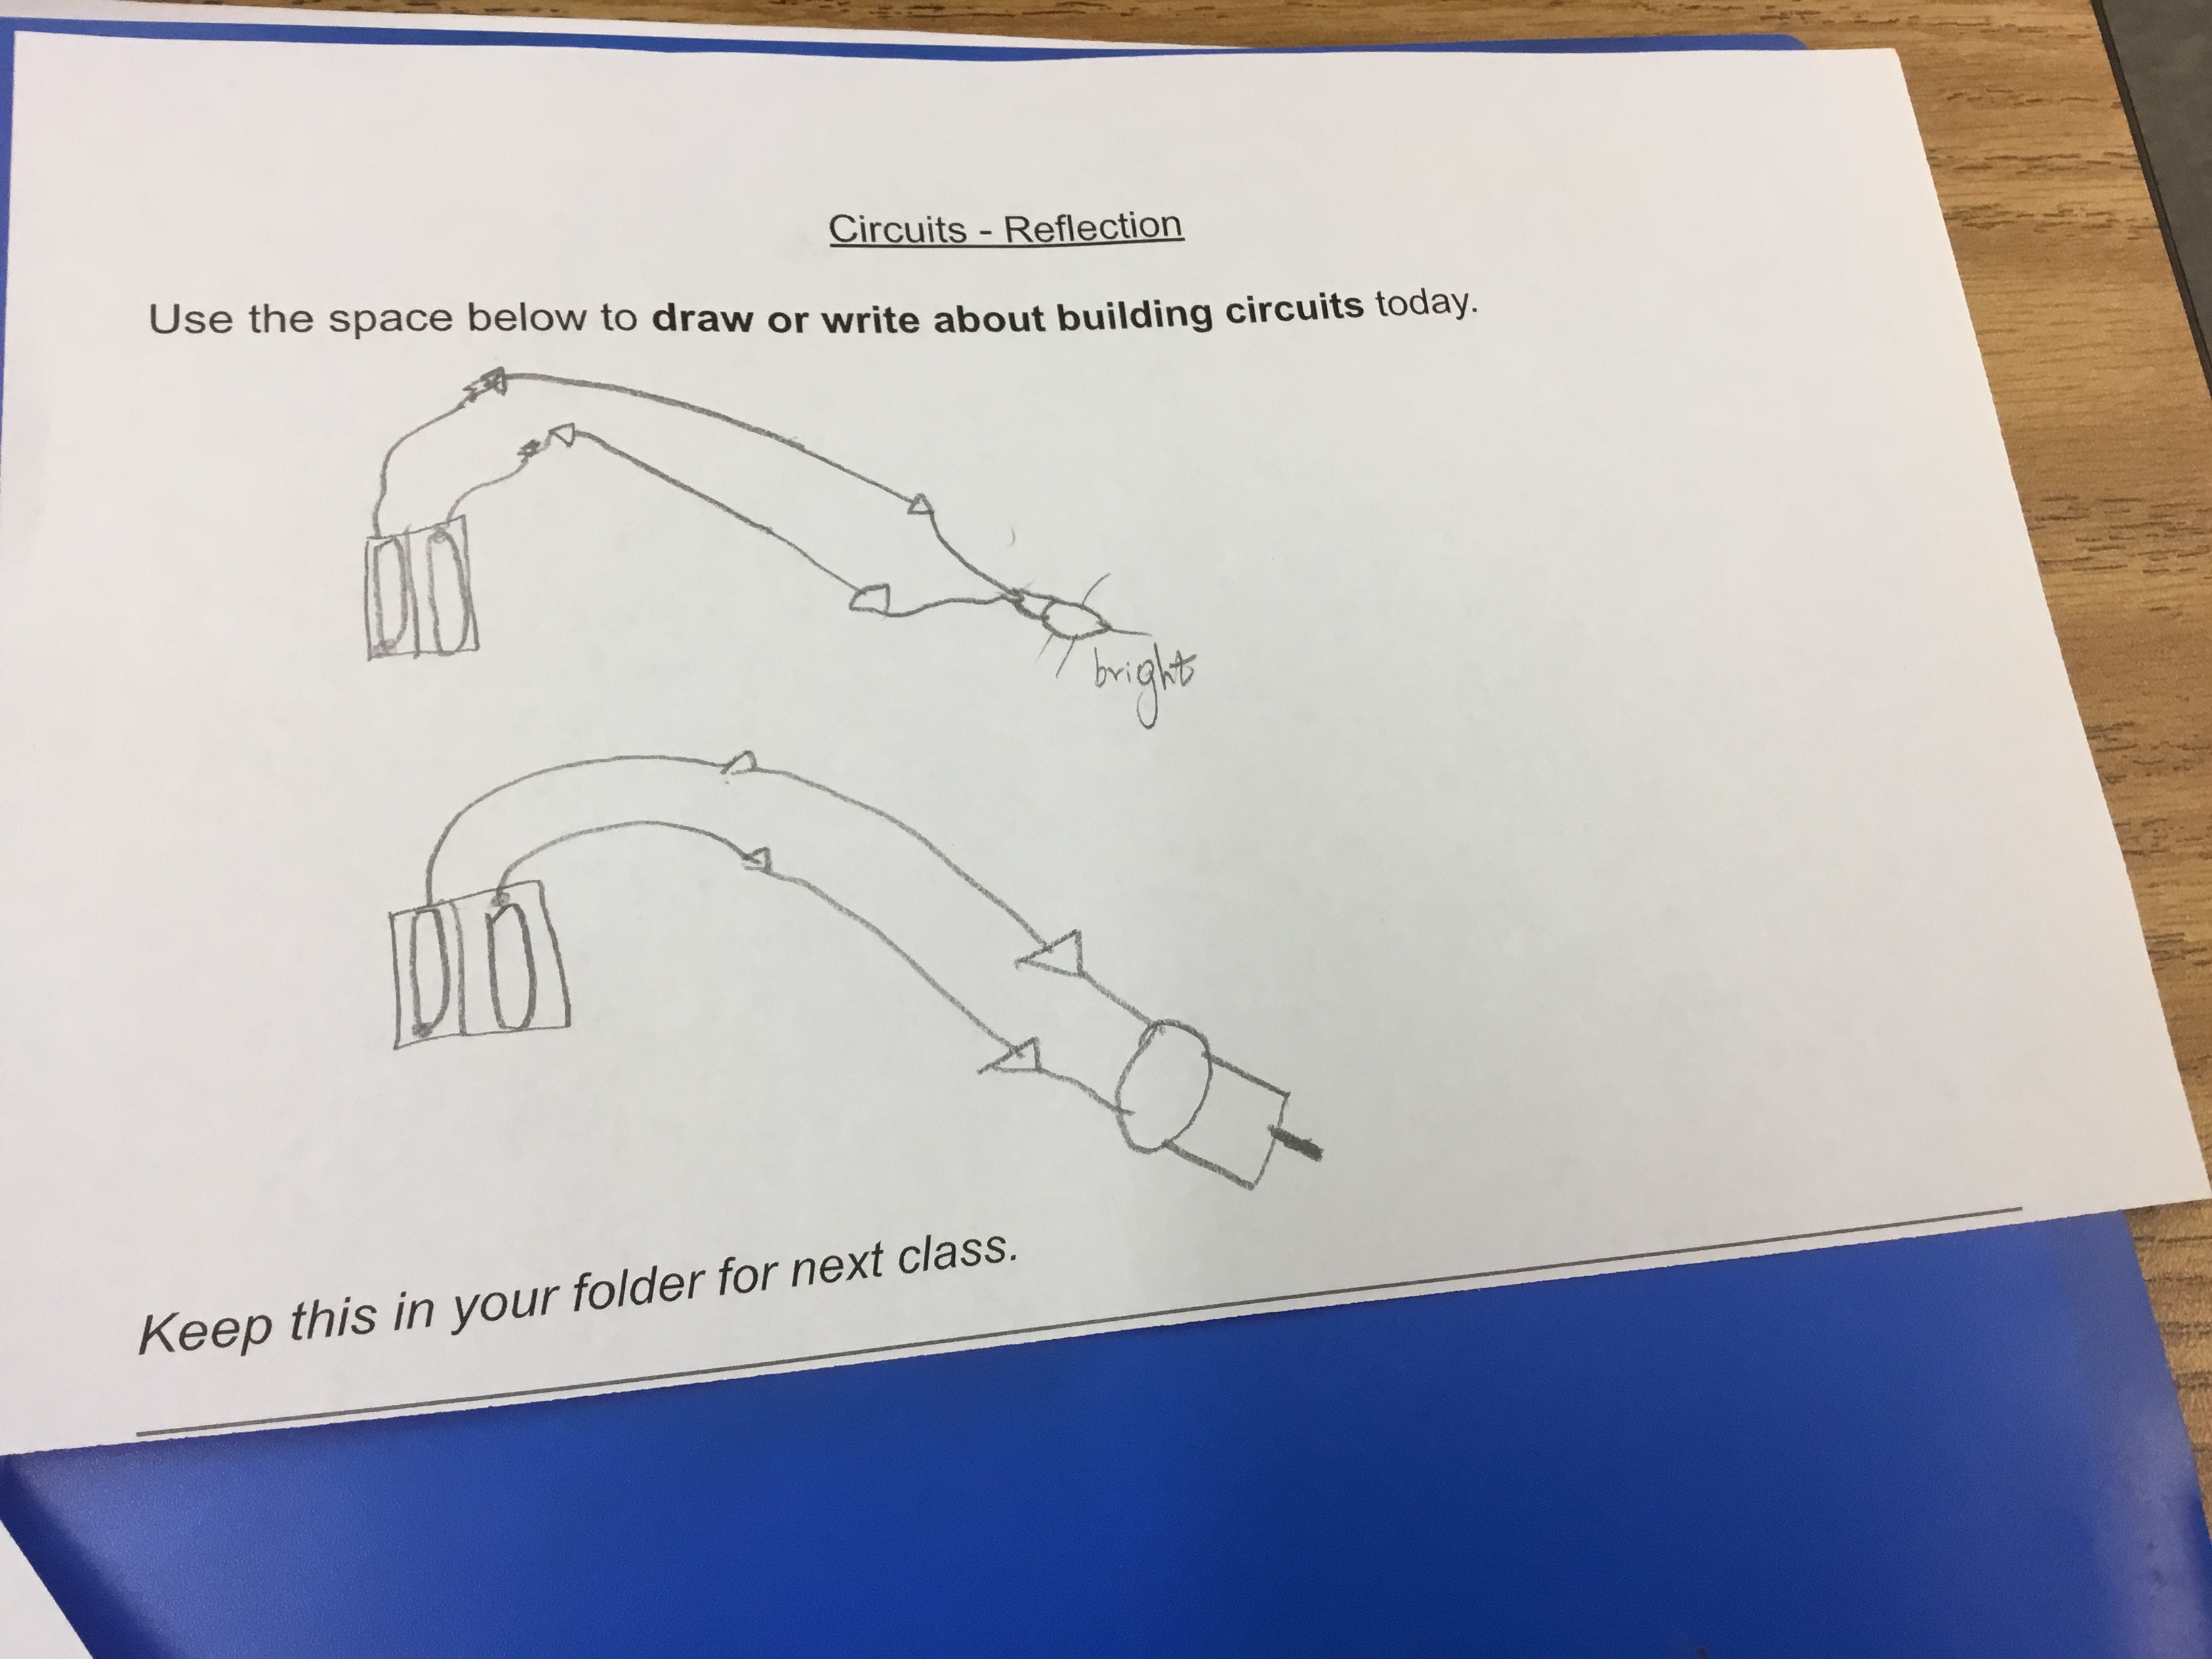 Circuits - Reflection
Use the space below to draw or write about building circuits today.
bright
Keep this in your folder for next class.